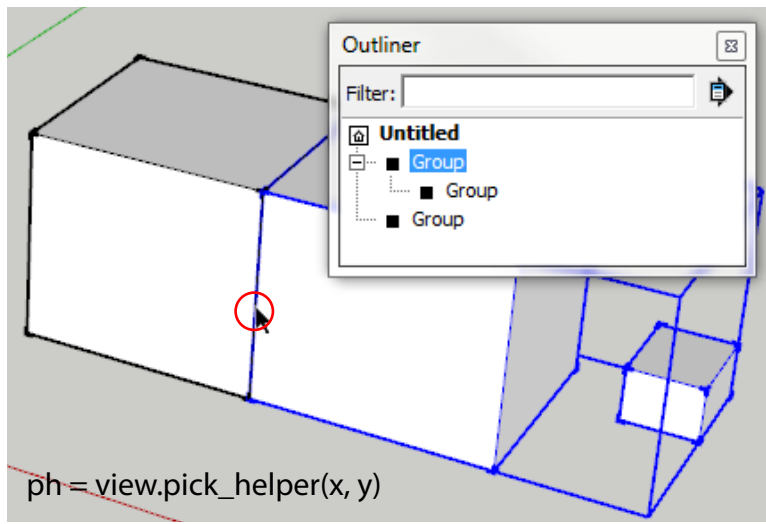 Outliner
Filter:
Untitled
Group
Group
Group
ph = view.pick_helper(x, y)